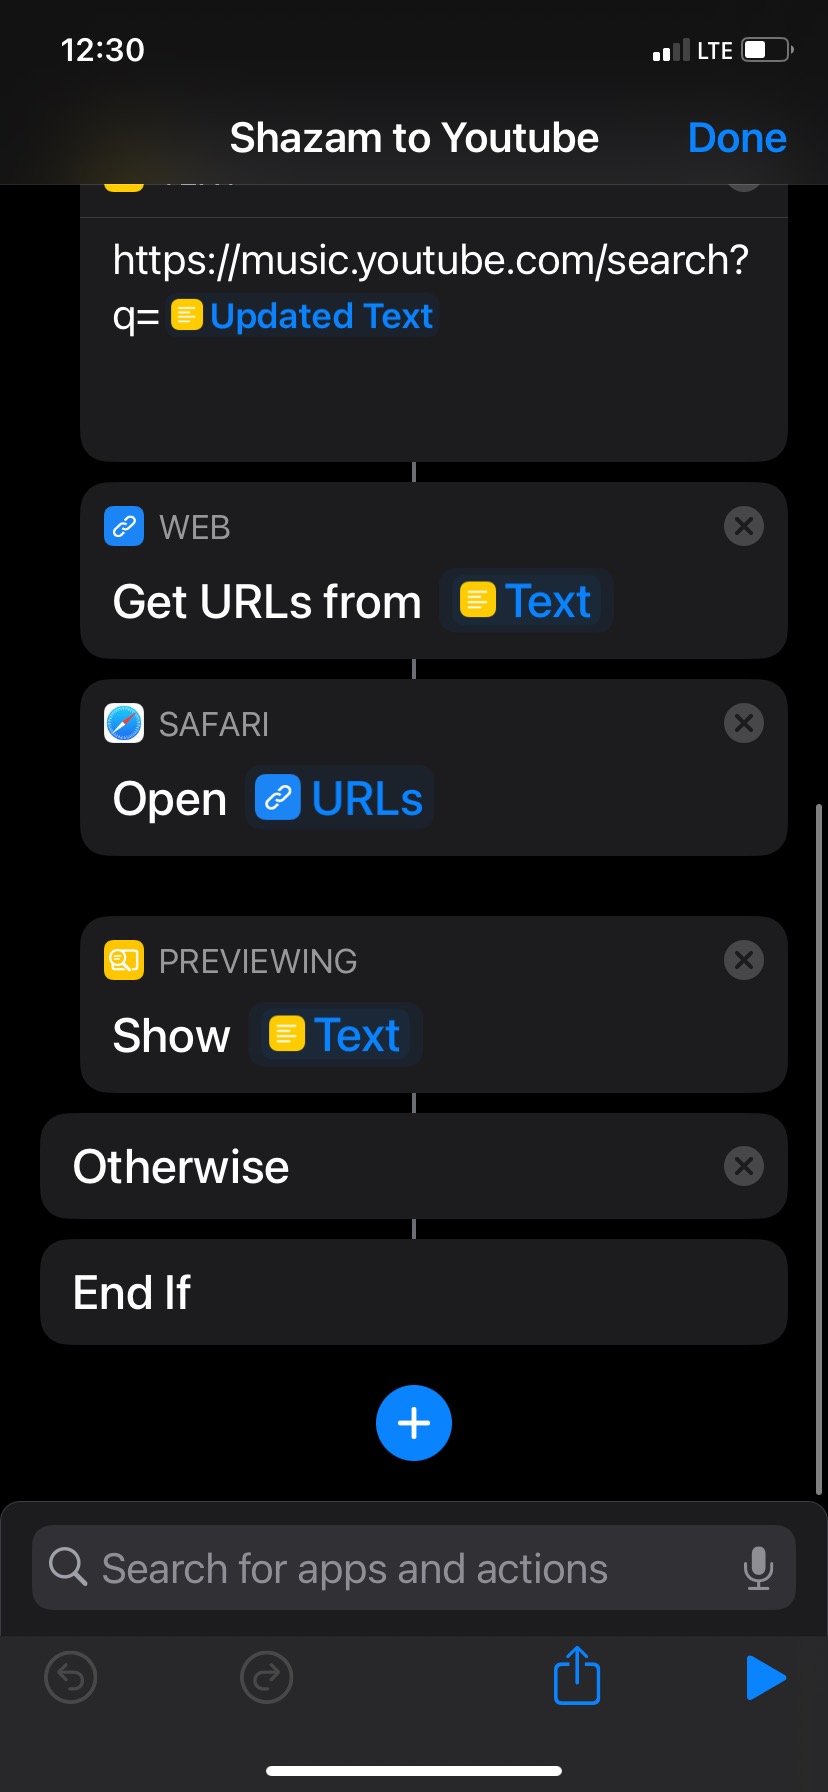 12:30
LTE
Shazam to Youtube
Done
https://music.youtube.com/search?
q= Updated Text
WEB
Get URLs from Text
SAFARI
Open URLs
PREVIEWING
Show Text
Otherwise
End If
Search for apps and actions